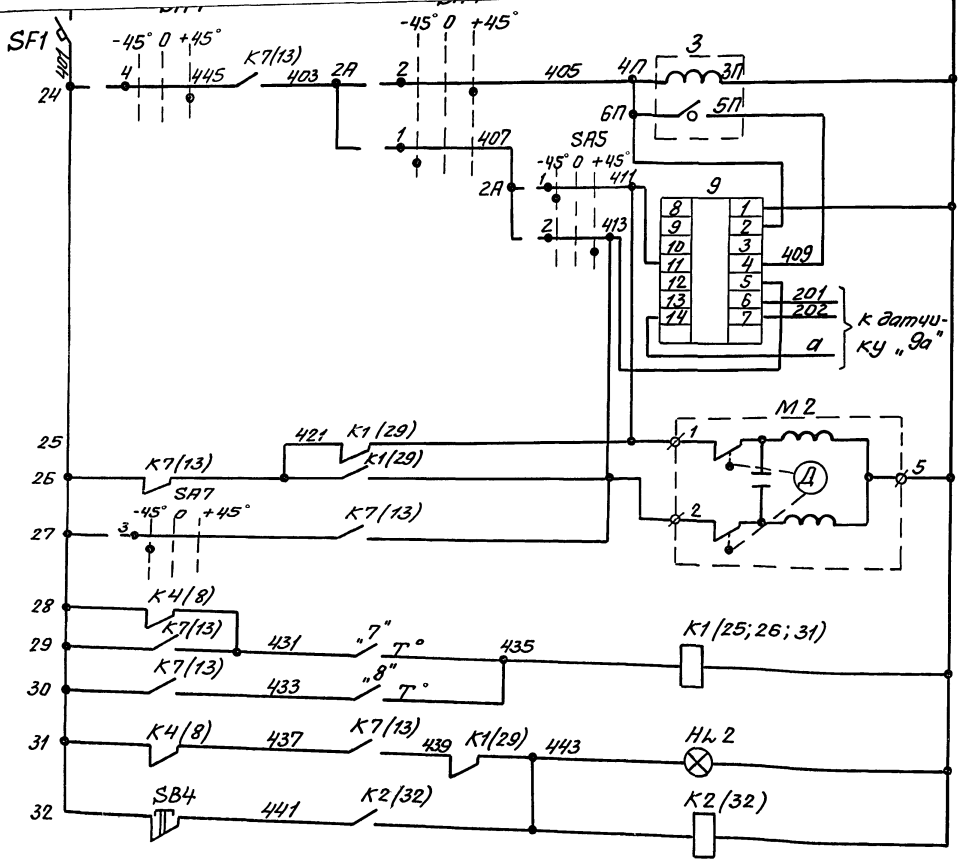 SF1
401
-45° 0 +45°
-45° 0 +45°
24
4
445
K7(13)
403
2А
2
405
4П
3
3П
6П
5П
1
407
SA5
-45° 0 +45°
2А
1
411
2
413
9
8 1
9 2
10 3
11 4
12 5
13 6
14 7
409
201
202
а
к датчи-
ку „9а"
25
421
K1(29)
M2
1
26
K7(13)
K1(29)
Д
5
SA7
-45° 0 +45°
2
27
3
K7(13)
28
K4(8)
29
K7(13)
431
„7"
T°
435
K1(25;26;31)
30
K7(13)
433
„8"
T°
31
K4(8)
437
K7(13)
439
K1(29)
443
HL2
32
SB4
441
K2(32)
K2(32)